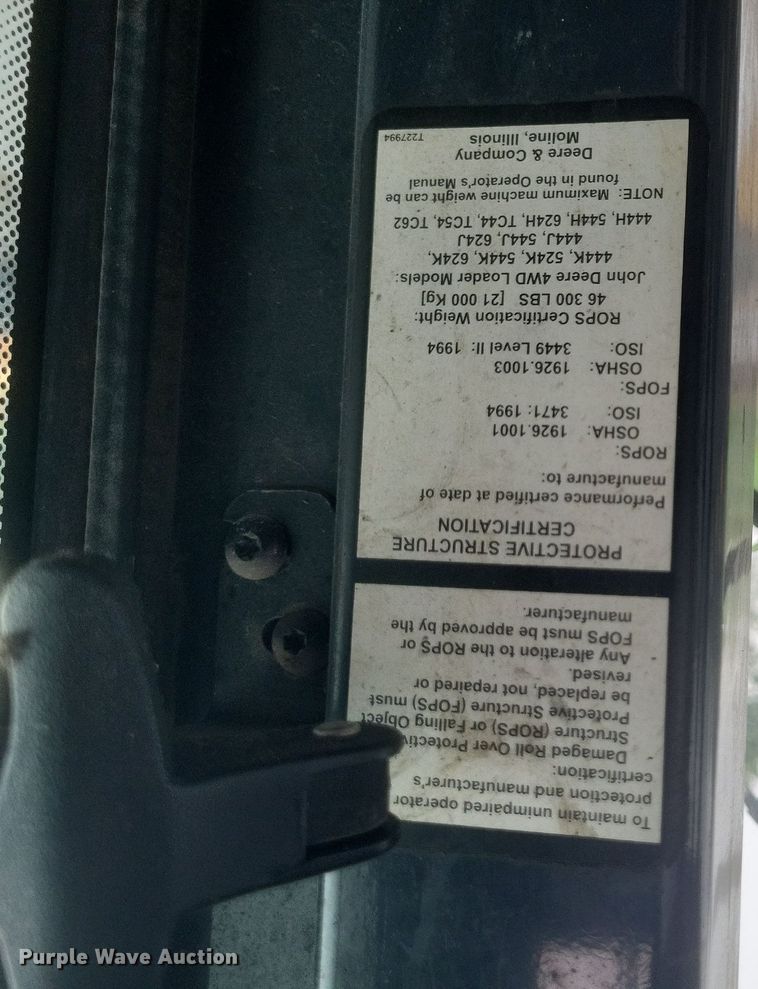 To maintain unimpaired operator
protection and manufacturer's
certification:
Damaged Roll Over Protective
Structure (ROPS) or Falling Object
Protective Structure (FOPS) must
be replaced, not repaired or
revised.
Any alteration to the ROPS or
FOPS must be approved by the
manufacturer.
PROTECTIVE STRUCTURE
CERTIFICATION
Performance certified at date of
manufacture to:
ROPS:
OSHA: 1926.1001
ISO: 3471: 1994
FOPS:
OSHA: 1926.1003
ISO: 3449 Level II: 1994
ROPS Certification Weight:
46 300 LBS [21 000 Kg]
John Deere 4WD Loader Models:
444K, 524K, 544K, 624K,
444J, 544J, 624J
444H, 544H, 624H, TC44, TC54, TC62
NOTE: Maximum machine weight can be
found in the Operator's Manual
Deere & Company
Moline, Illinois T227994
Purple Wave Auction